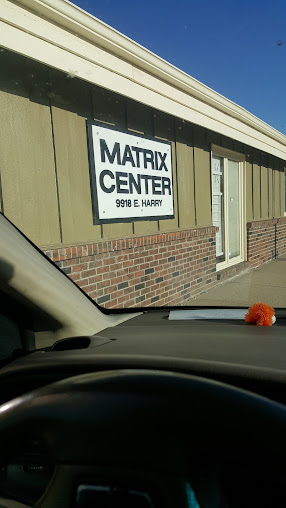 MATRIX
CENTER
9918 E. HARRY